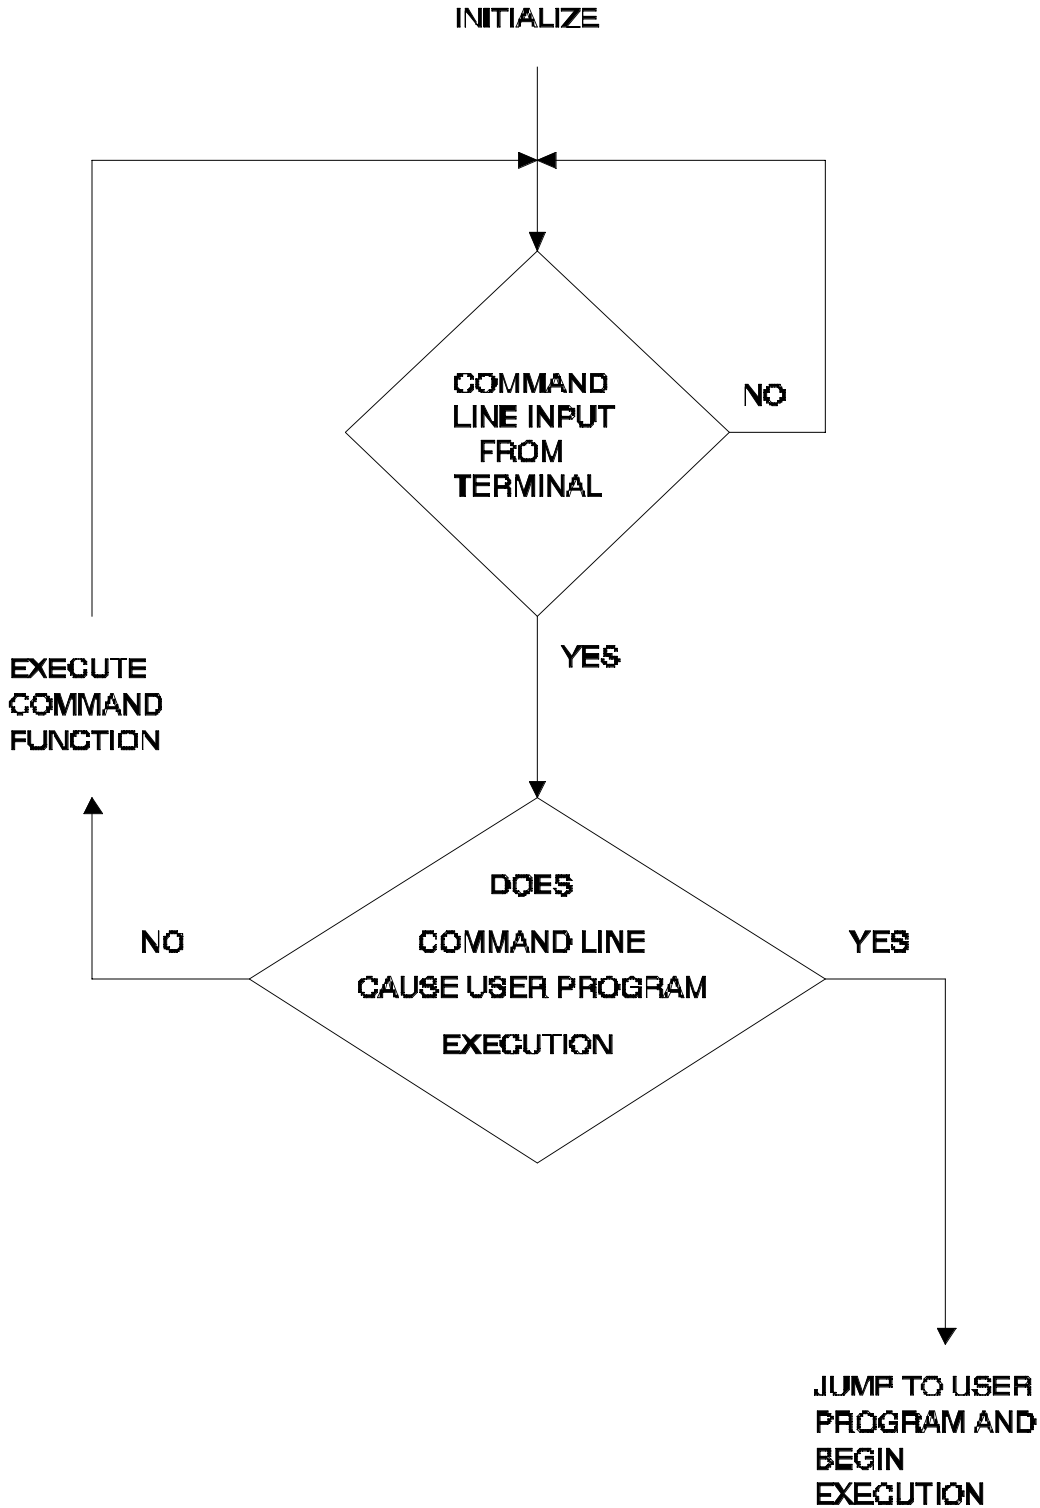 INITIALIZE
COMMAND
LINE INPUT
FROM
TERMINAL
NO
YES
EXECUTE
COMMAND
FUNCTION
DOES
COMMAND LINE
CAUSE USER PROGRAM
EXECUTION
NO
YES
JUMP TO USER
PROGRAM AND
BEGIN
EXECUTION